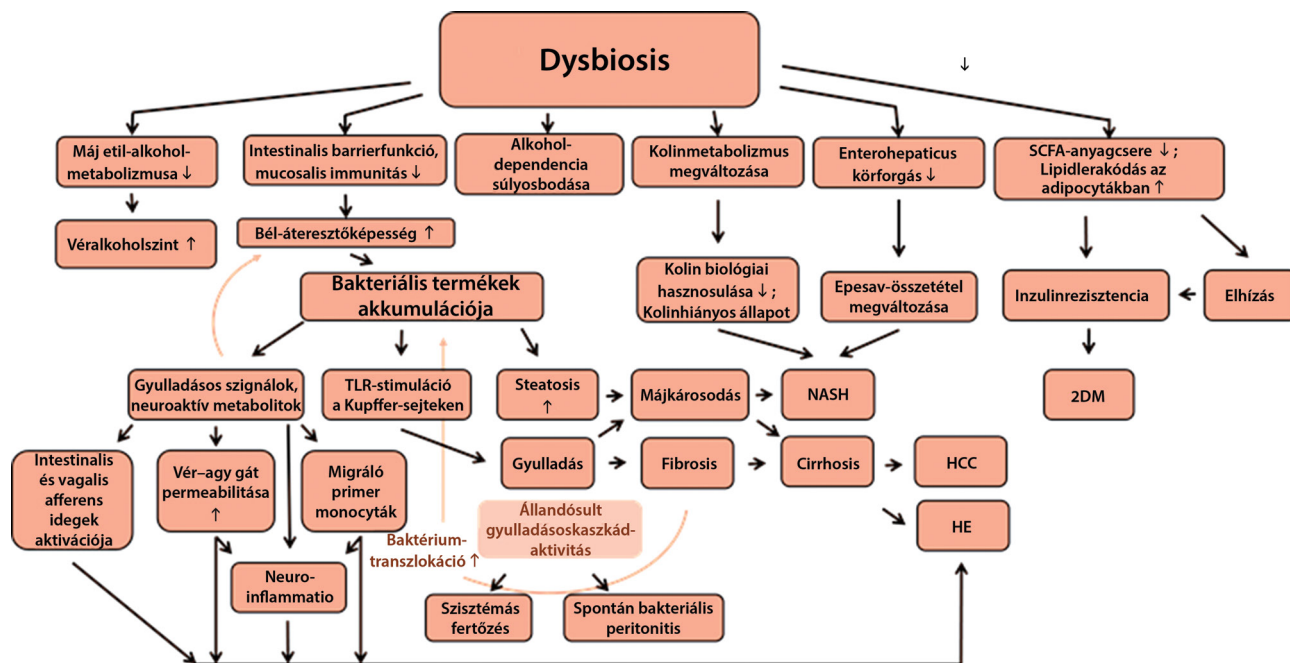 Dysbiosis
↓
Máj etil-alkohol-
metabolizmusa ↓
Intestinalis barrierfunkció,
mucosalis immunitás ↓
Alkohol-
dependencia
súlyosbodása
Kolinmetabolizmus
megváltozása
Enterohepaticus
körforgás ↓
SCFA-anyagcsere ↓ ;
Lipidlerakódás az
adipocytákban ↑
Véralkoholszint ↑
Bél-áteresztőképesség ↑
Bakteriális termékek
akkumulációja
Kolin biológiai
hasznosulása ↓ ;
Kolinhiányos állapot
Epesav-összetétel
megváltozása
Inzulinrezisztencia
Elhízás
Gyulladásos szignálok,
neuroaktív metabolitok
TLR-stimuláció
a Kupffer-sejteken
Steatosis
↑
Májkárosodás
NASH
2DM
Intestinalis
és vagalis
afferens
idegek
aktivációja
Vér–agy gát
permeabilitása
↑
Migráló
primer
monocyták
Gyulladás
Fibrosis
Cirrhosis
HCC
HE
Állandósult
gyulladásoskaszkád-
aktivitás
Baktérium-
transzlokáció ↑
Neuro-
inflammatio
Szisztémás
fertőzés
Spontán bakteriális
peritonitis